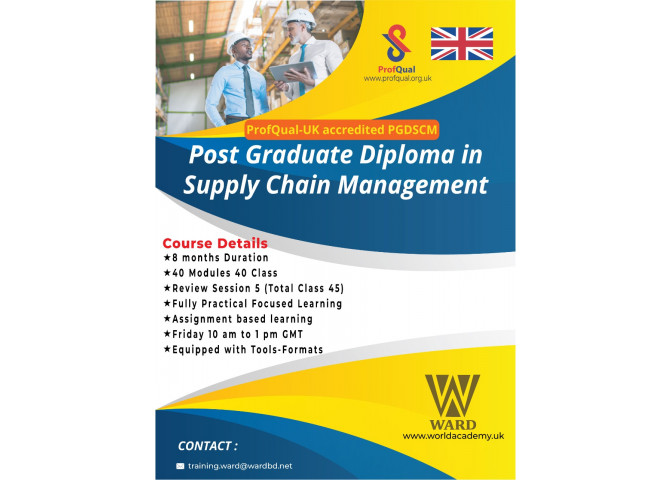 ProfQual
www.profqual.org.uk
ProfQual-UK accredited PGDSCM
Post Graduate Diploma in
Supply Chain Management
Course Details
★8 months Duration
★40 Modules 40 Class
★Review Session 5 (Total Class 45)
★Fully Practical Focused Learning
★Assignment based learning
★Friday 10 am to 1 pm GMT
★Equipped with Tools-Formats
WARD
www.worldacademy.uk
CONTACT :
training.ward@wardbd.net